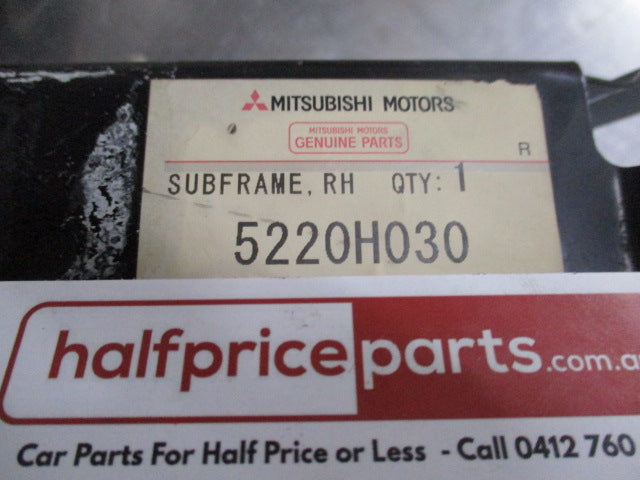 MITSUBISHI MOTORS
MITSUBISHI MOTORS
GENUINE PARTS
R
SUBFRAME, RH QTY: 1
5220H030
halfpriceparts.com.a
Car Parts For Half Price or Less - Call 0412 760